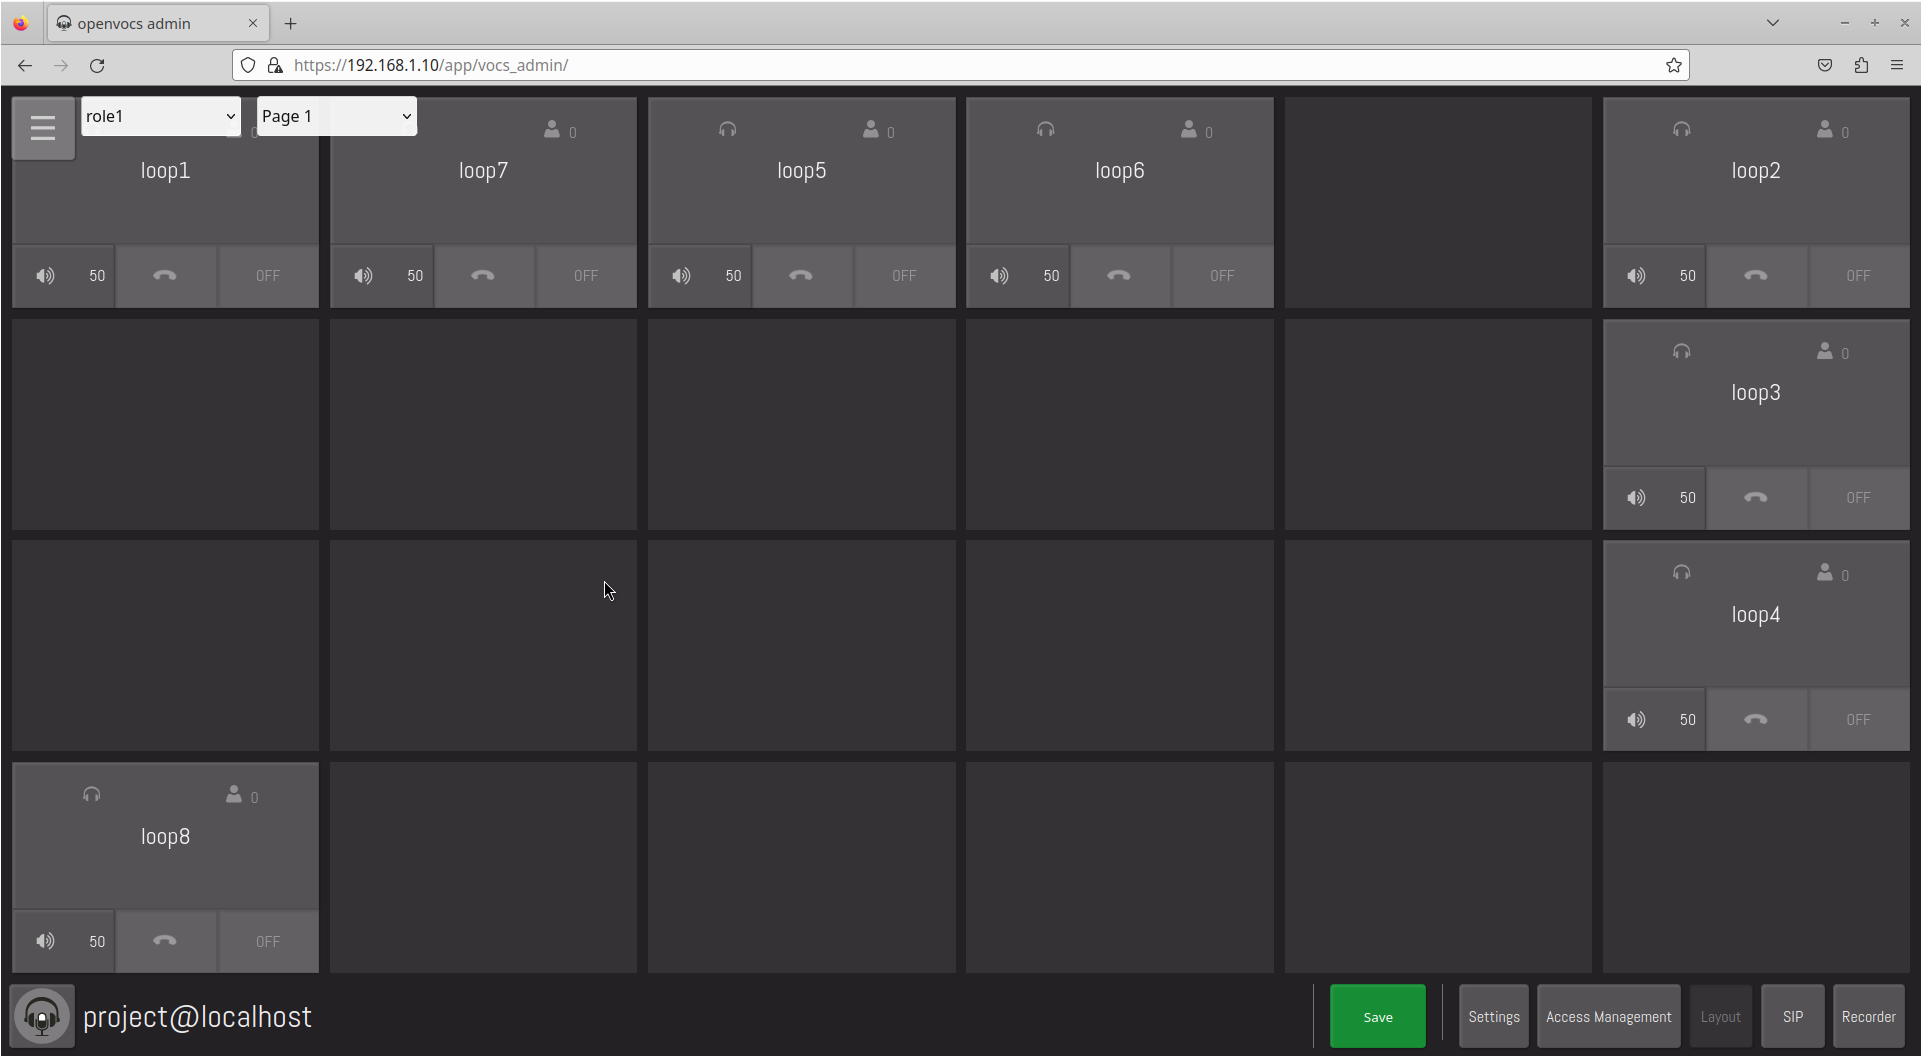 openvocs admin
https://192.168.1.10/app/vocs_admin/
role1
Page 1
0
0
0
0
0
loop1
loop7
loop5
loop6
loop2
50
OFF
50
OFF
50
OFF
50
OFF
50
OFF
0
loop3
50
OFF
0
loop4
50
OFF
0
loop8
50
OFF
project@localhost
Save
Settings
Access Management
Layout
SIP
Recorder